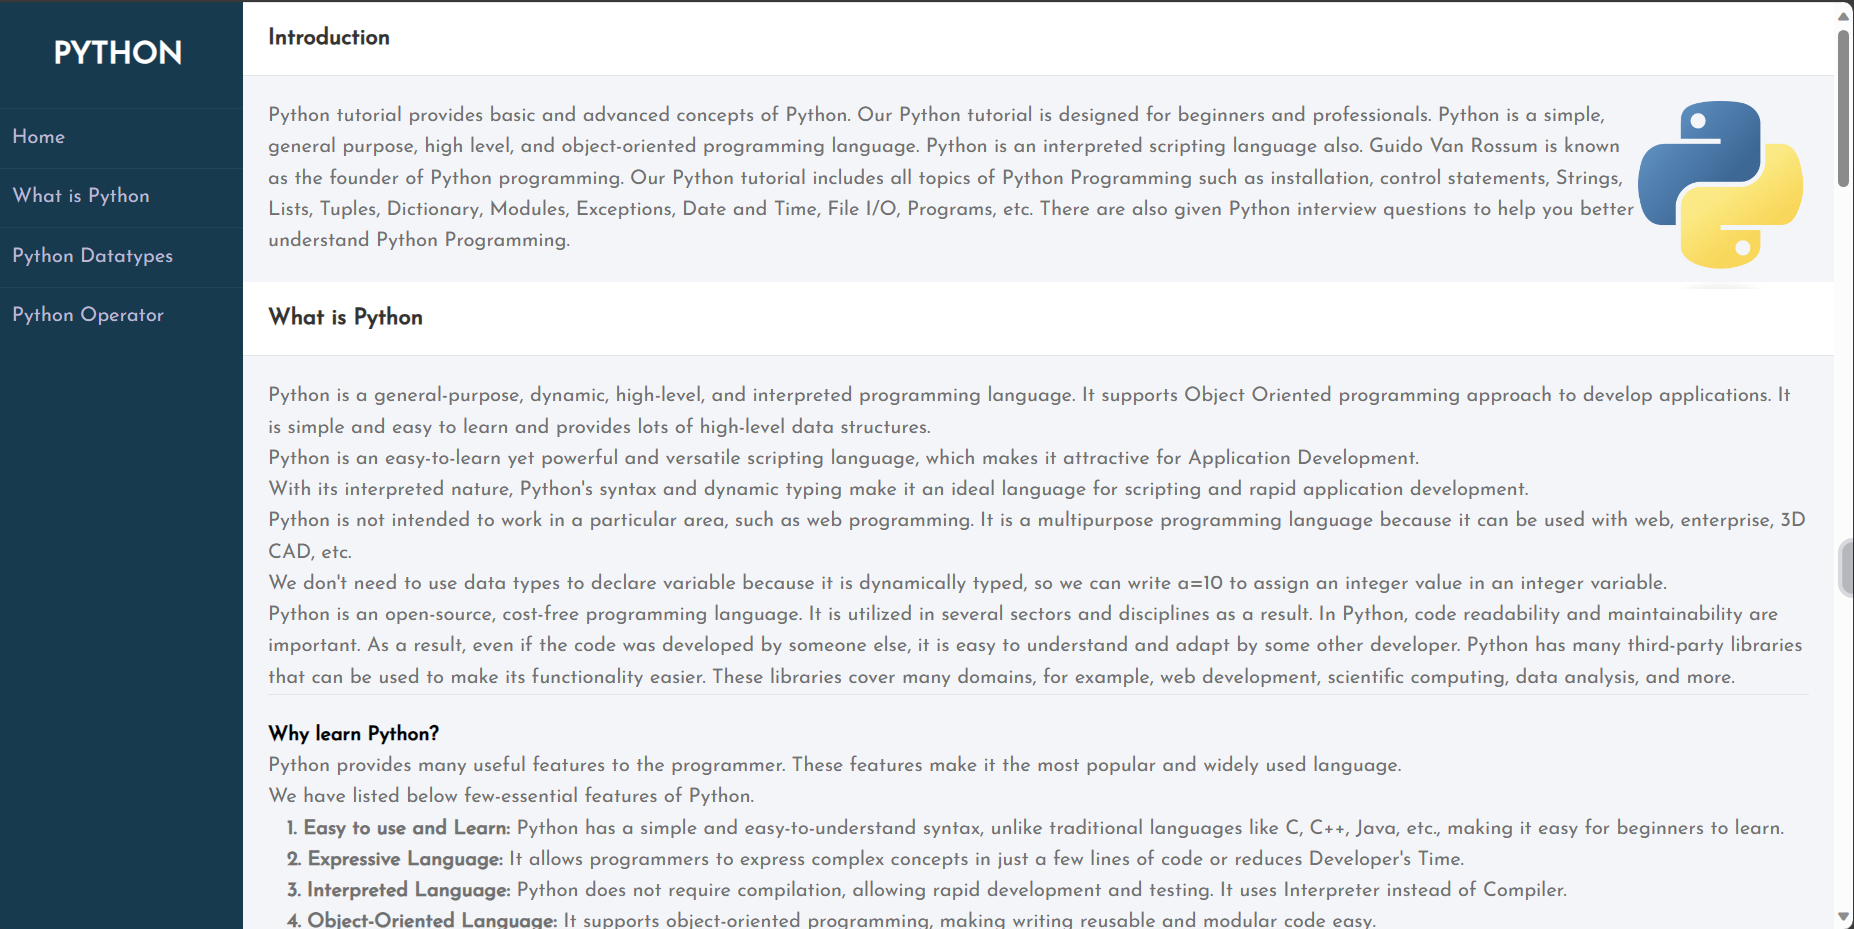 PYTHON
Home
What is Python
Python Datatypes
Python Operator
Introduction
Python tutorial provides basic and advanced concepts of Python. Our Python tutorial is designed for beginners and professionals. Python is a simple,
general purpose, high level, and object-oriented programming language. Python is an interpreted scripting language also. Guido Van Rossum is known
as the founder of Python programming. Our Python tutorial includes all topics of Python Programming such as installation, control statements, Strings,
Lists, Tuples, Dictionary, Modules, Exceptions, Date and Time, File I/O, Programs, etc. There are also given Python interview questions to help you better
understand Python Programming.
What is Python
Python is a general-purpose, dynamic, high-level, and interpreted programming language. It supports Object Oriented programming approach to develop applications. It
is simple and easy to learn and provides lots of high-level data structures.
Python is an easy-to-learn yet powerful and versatile scripting language, which makes it attractive for Application Development.
With its interpreted nature, Python's syntax and dynamic typing make it an ideal language for scripting and rapid application development.
Python is not intended to work in a particular area, such as web programming. It is a multipurpose programming language because it can be used with web, enterprise, 3D
CAD, etc.
We don't need to use data types to declare variable because it is dynamically typed, so we can write a=10 to assign an integer value in an integer variable.
Python is an open-source, cost-free programming language. It is utilized in several sectors and disciplines as a result. In Python, code readability and maintainability are
important. As a result, even if the code was developed by someone else, it is easy to understand and adapt by some other developer. Python has many third-party libraries
that can be used to make its functionality easier. These libraries cover many domains, for example, web development, scientific computing, data analysis, and more.
Why learn Python?
Python provides many useful features to the programmer. These features make it the most popular and widely used language.
We have listed below few-essential features of Python.
1. Easy to use and Learn: Python has a simple and easy-to-understand syntax, unlike traditional languages like C, C++, Java, etc., making it easy for beginners to learn.
2. Expressive Language: It allows programmers to express complex concepts in just a few lines of code or reduces Developer's Time.
3. Interpreted Language: Python does not require compilation, allowing rapid development and testing. It uses Interpreter instead of Compiler.
4. Object-Oriented Language: It supports object-oriented programming, making writing reusable and modular code easy.